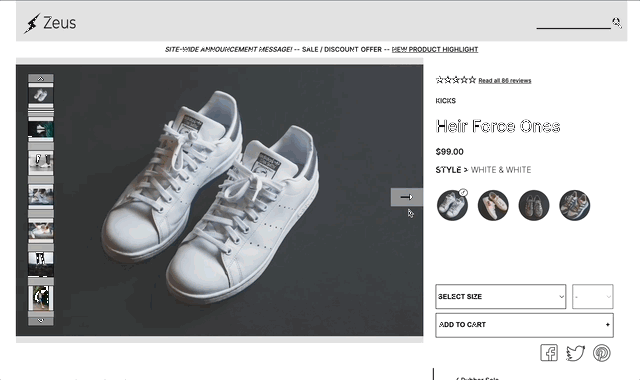 Zeus
SITE-WIDE ANNOUNCEMENT MESSAGE! -- SALE / DISCOUNT OFFER -- NEW PRODUCT HIGHLIGHT
Read all 86 reviews
KICKS
Heir Force Ones
$99.00
STYLE > WHITE & WHITE
SELECT SIZE
-
ADD TO CART +